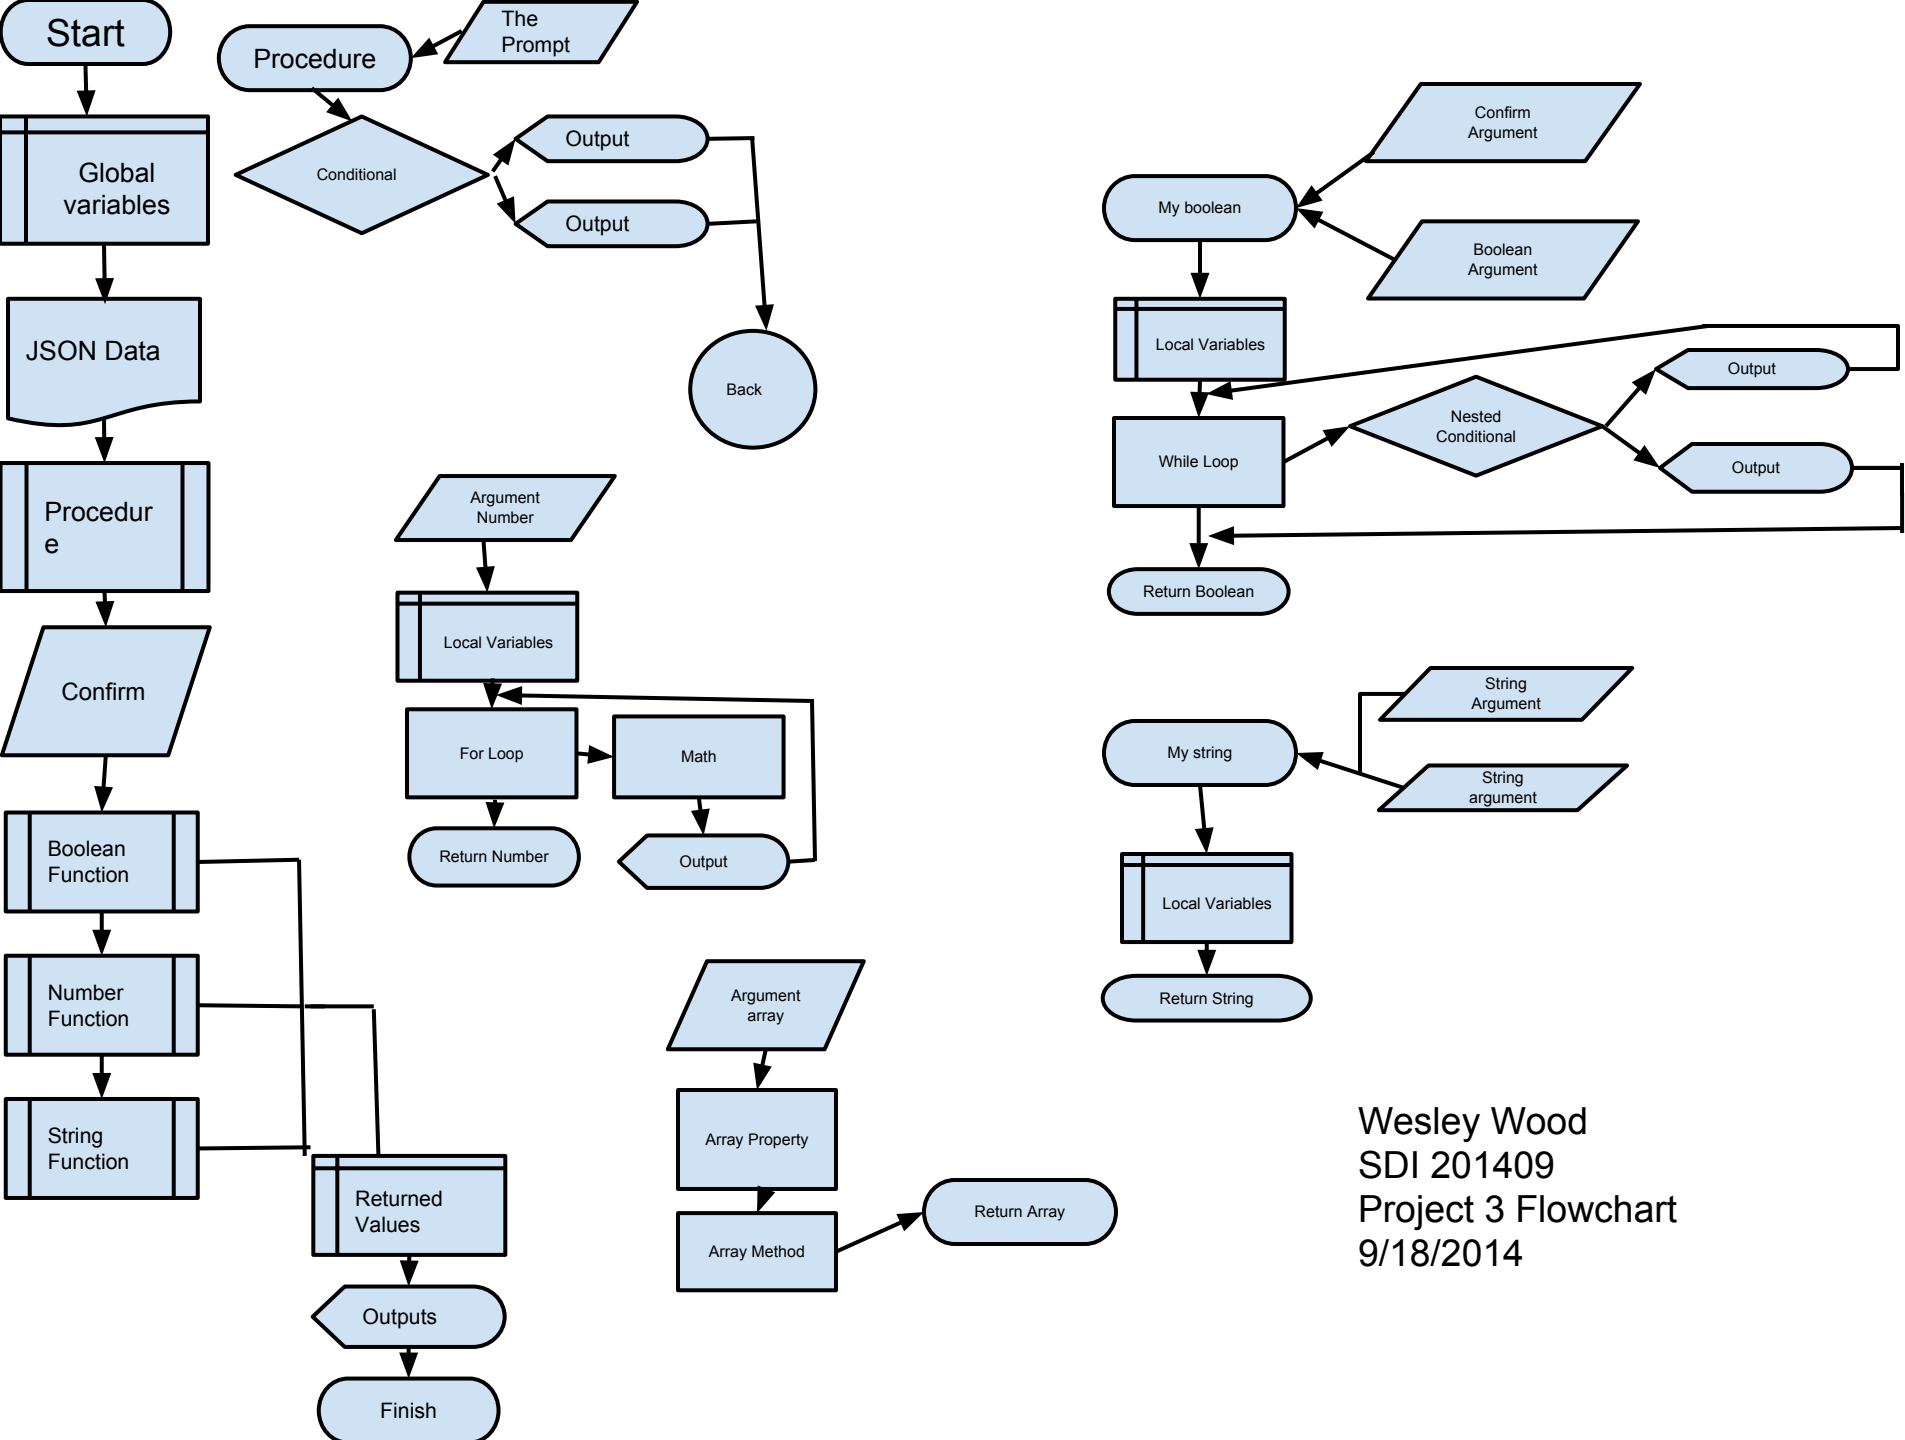 Start
Global
variables
JSON Data
Procedur
e
Confirm
Boolean
Function
Number
Function
String
Function
Returned
Values
Outputs
Finish
The
Prompt
Procedure
Conditional
Output
Output
Back
Argument
Number
Local Variables
For Loop
Math
Return Number
Output
Argument
array
Array Property
Array Method
Return Array
Confirm
Argument
My boolean
Boolean
Argument
Local Variables
Output
Nested
Conditional
While Loop
Output
Return Boolean
String
Argument
My string
String
argument
Local Variables
Return String
Wesley Wood
SDI 201409
Project 3 Flowchart
9/18/2014